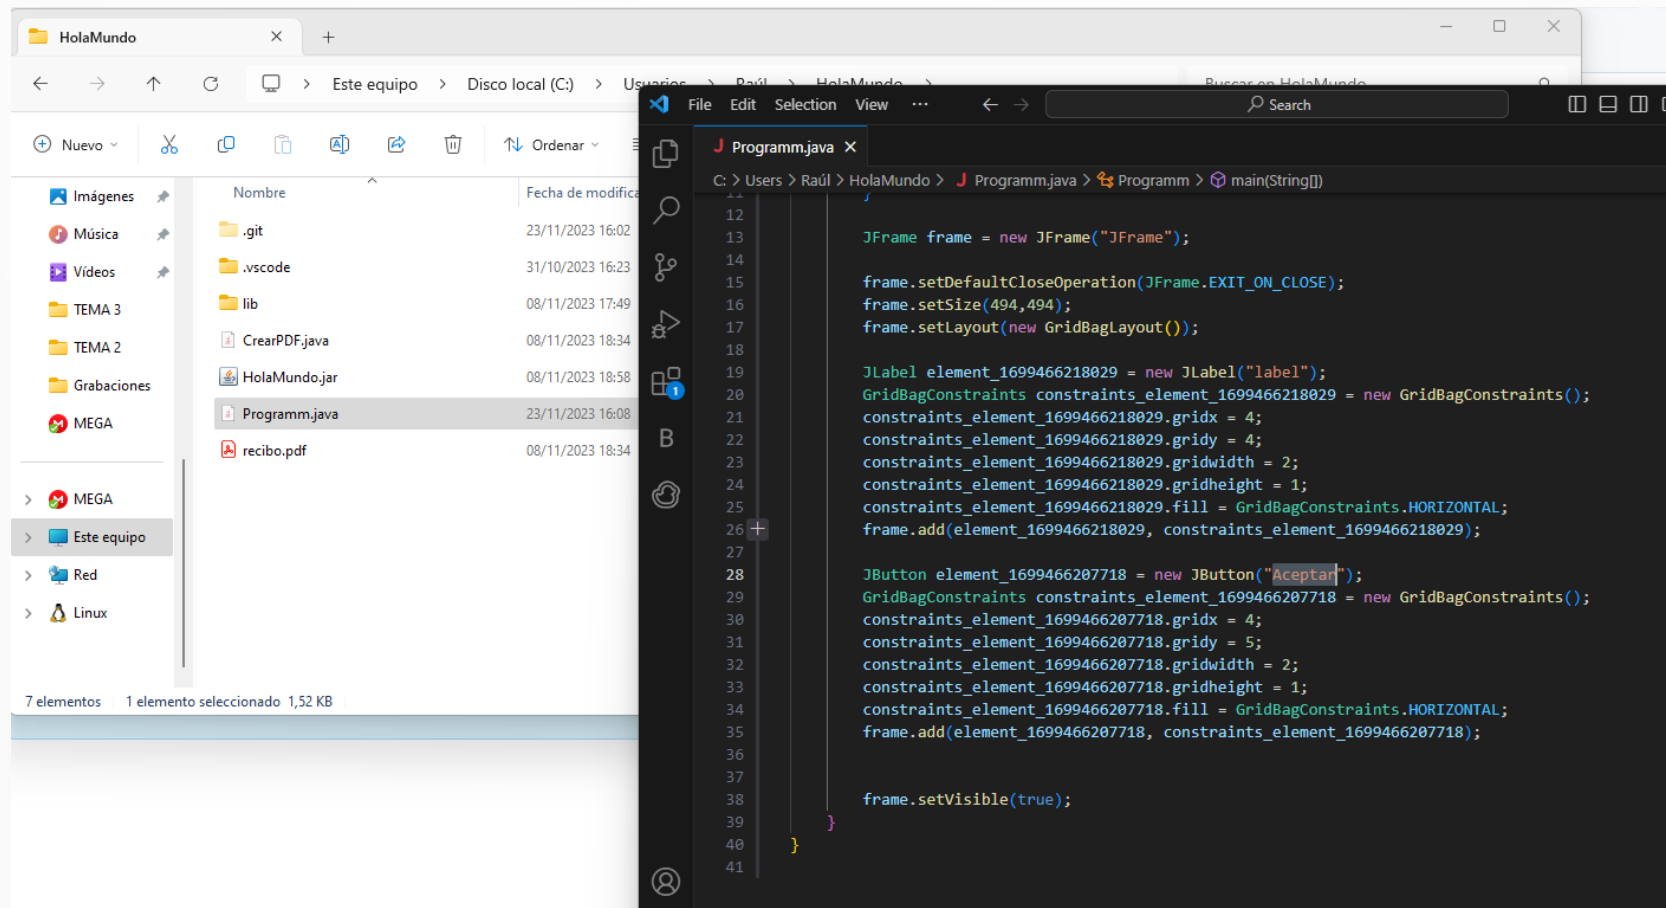 HolaMundo
Este equipo > Disco local (C:) > Usuarios > Raúl > HolaMundo >
Buscar en HolaMundo
Nuevo
Ordenar
Nombre
Fecha de modifica
Imágenes
Música
Vídeos
TEMA 3
TEMA 2
Grabaciones
MEGA
MEGA
Este equipo
Red
Linux
.git 23/11/2023 16:02
.vscode 31/10/2023 16:23
lib 08/11/2023 17:49
CrearPDF.java 08/11/2023 18:34
HolaMundo.jar 08/11/2023 18:58
Programm.java 23/11/2023 16:08
recibo.pdf 08/11/2023 18:34
7 elementos 1 elemento seleccionado 1,52 KB
File Edit Selection View ··· Search
Programm.java
C: > Users > Raúl > HolaMundo > J Programm.java > Programm > main(String[])
1
B
11 }
12
13 JFrame frame = new JFrame("JFrame");
14
15 frame.setDefaultCloseOperation(JFrame.EXIT_ON_CLOSE);
16 frame.setSize(494,494);
17 frame.setLayout(new GridBagLayout());
18
19 JLabel element_1699466218029 = new JLabel("label");
20 GridBagConstraints constraints_element_1699466218029 = new GridBagConstraints();
21 constraints_element_1699466218029.gridx = 4;
22 constraints_element_1699466218029.gridy = 4;
23 constraints_element_1699466218029.gridwidth = 2;
24 constraints_element_1699466218029.gridheight = 1;
25 constraints_element_1699466218029.fill = GridBagConstraints.HORIZONTAL;
26 frame.add(element_1699466218029, constraints_element_1699466218029);
27
28 JButton element_1699466207718 = new JButton("Aceptar");
29 GridBagConstraints constraints_element_1699466207718 = new GridBagConstraints();
30 constraints_element_1699466207718.gridx = 4;
31 constraints_element_1699466207718.gridy = 5;
32 constraints_element_1699466207718.gridwidth = 2;
33 constraints_element_1699466207718.gridheight = 1;
34 constraints_element_1699466207718.fill = GridBagConstraints.HORIZONTAL;
35 frame.add(element_1699466207718, constraints_element_1699466207718);
36
37
38 frame.setVisible(true);
39 }
40 }
41